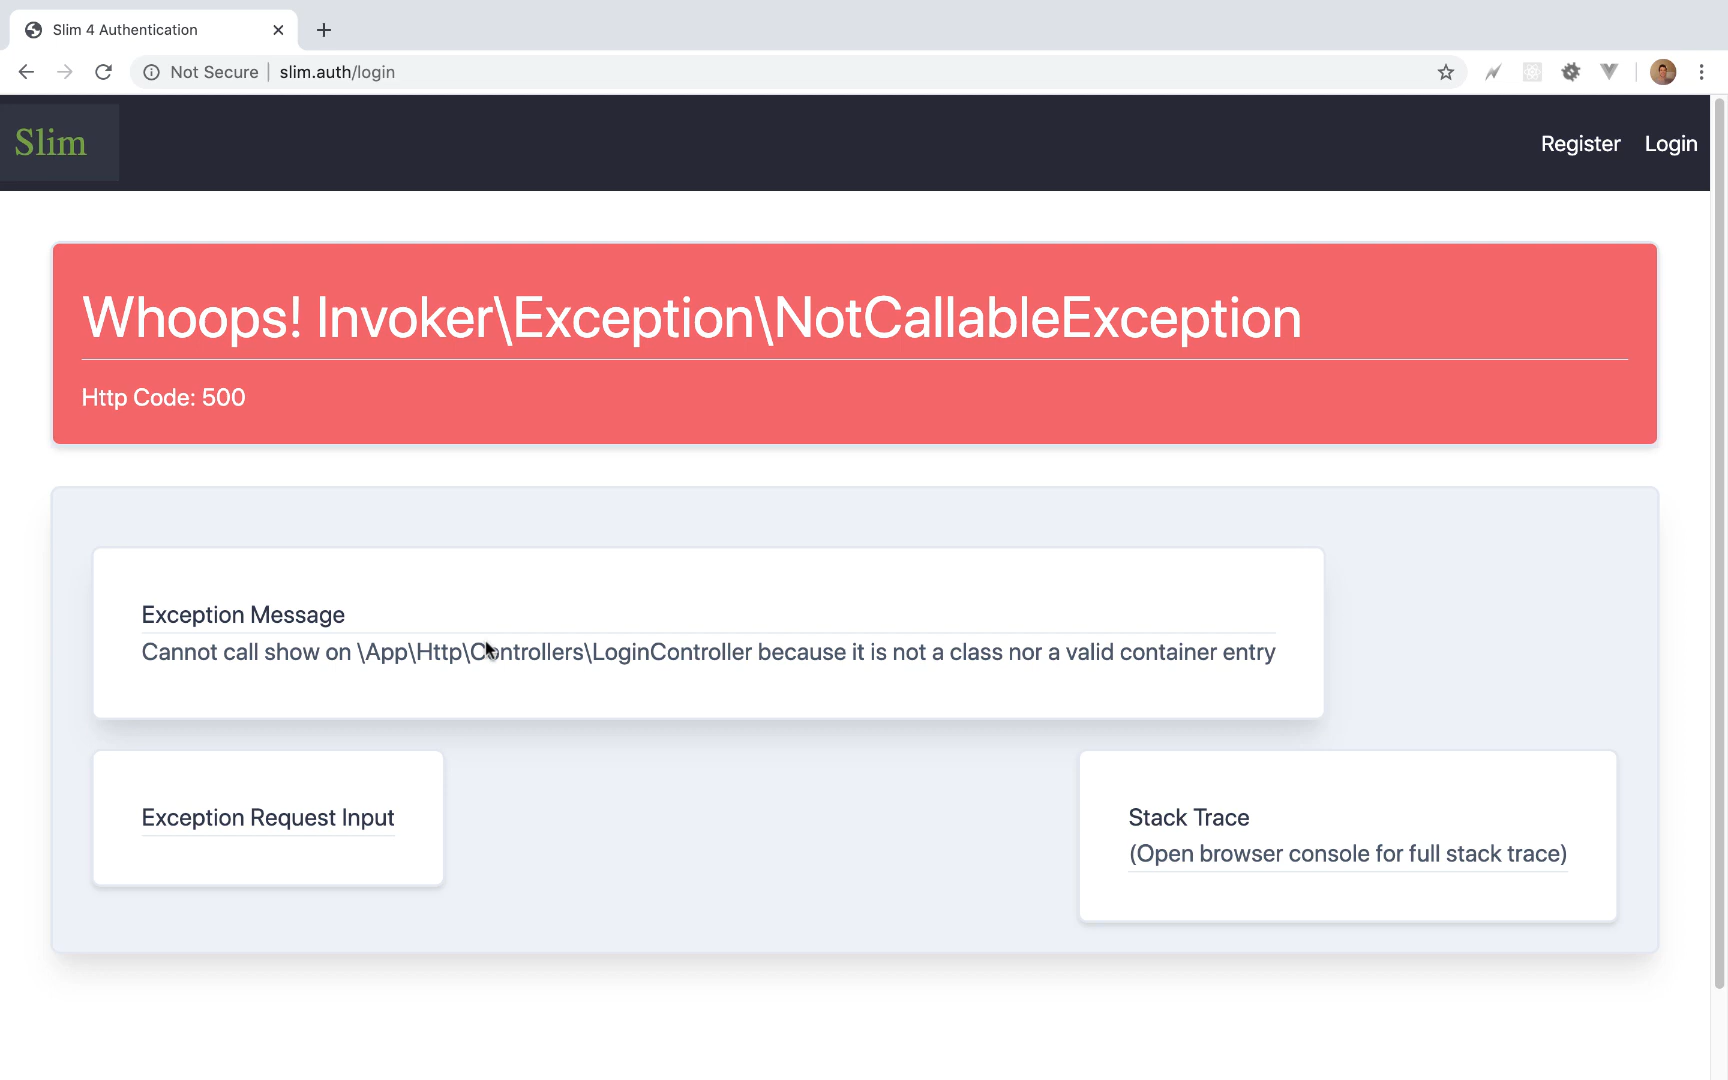 Slim 4 Authentication
Not Secure | slim.auth/login
Slim
Register Login
Whoops! Invoker\Exception\NotCallableException
Http Code: 500
Exception Message
Cannot call show on \App\Http\Controllers\LoginController because it is not a class nor a valid container entry
Exception Request Input
Stack Trace
(Open browser console for full stack trace)